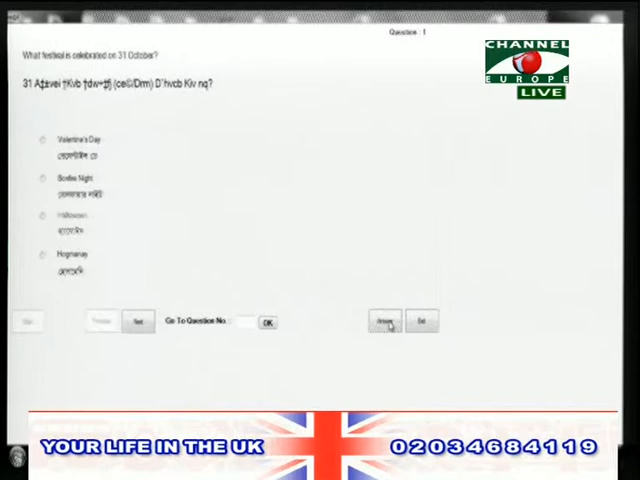 Question : 1
What festival is celebrated on 31 October?
31 A‡±vei †Kvb †dw÷f¨j (ce©/Drm) D`hvcb Kiv nq?
Valentine's Day
ভেলেন্টাইন্স ডে
Bonfire Night
বোনফায়ার নাইট
Halloween
হ্যালোইন
Hogmanay
হোগমেনি
Previous
Next
Go To Question No.
OK
Answer
Exit
CHANNEL
EUROPE
LIVE
YOUR LIFE IN THE UK
02034684119